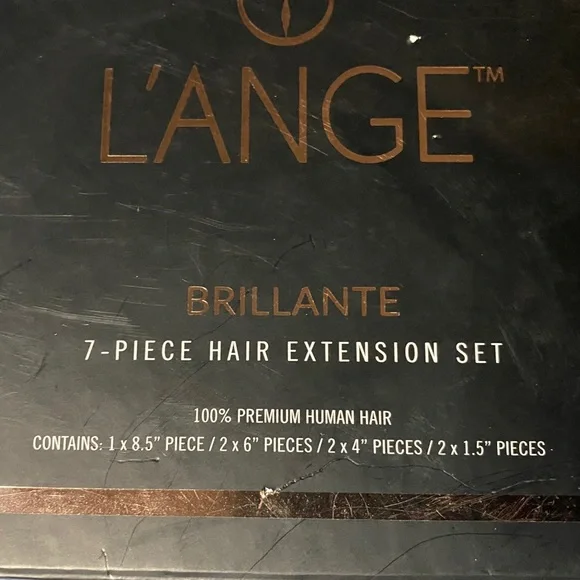 L'ANGE™
BRILLANTE
7-PIECE HAIR EXTENSION SET
100% PREMIUM HUMAN HAIR
CONTAINS: 1 x 8.5" PIECE / 2 x 6" PIECES / 2 x 4" PIECES / 2 x 1.5" PIECES